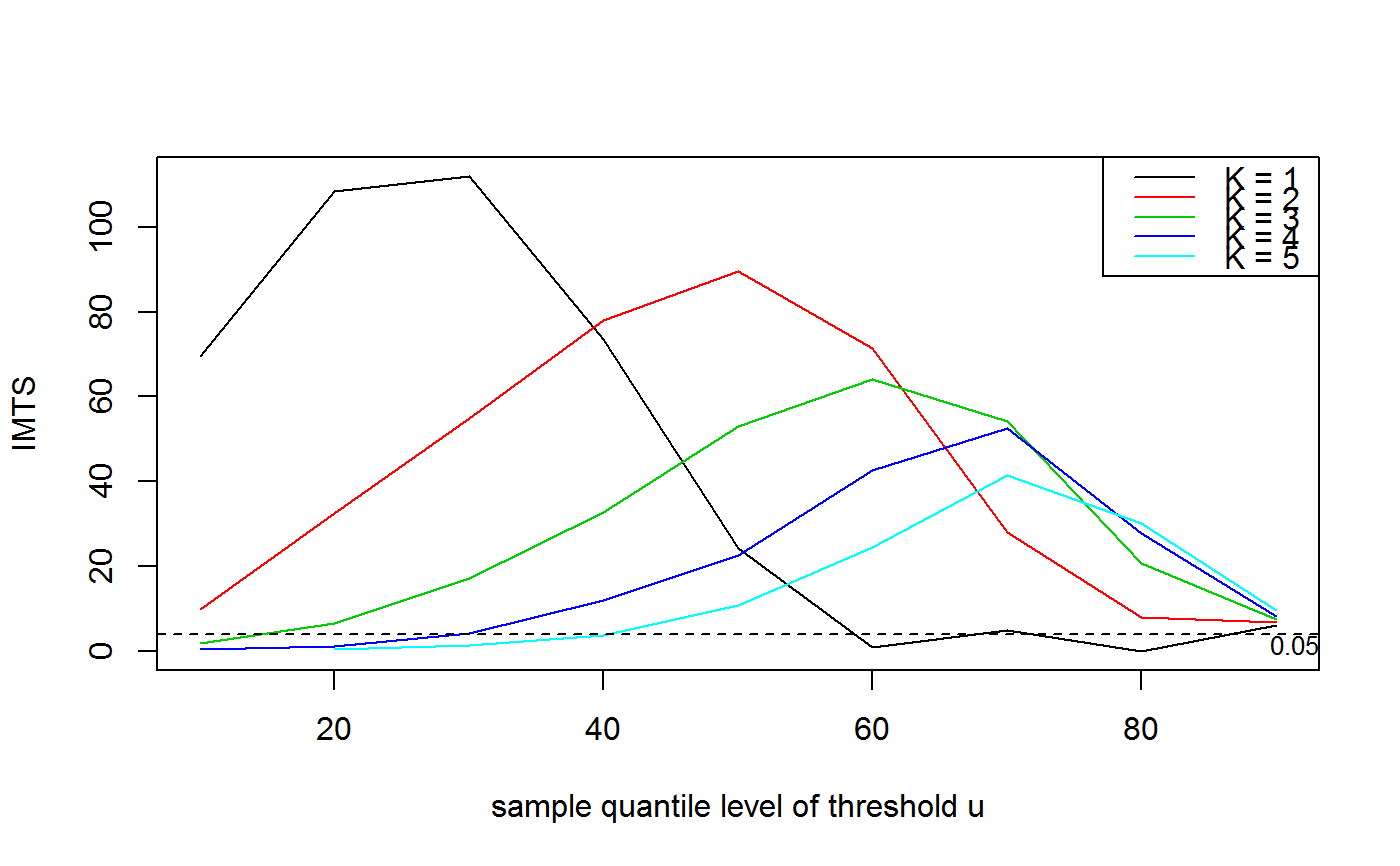 K = 1
K = 2
K = 3
K = 4
K = 5
100
80
60
40
20
0
IMTS
0.05
20 40 60 80
sample quantile level of threshold u